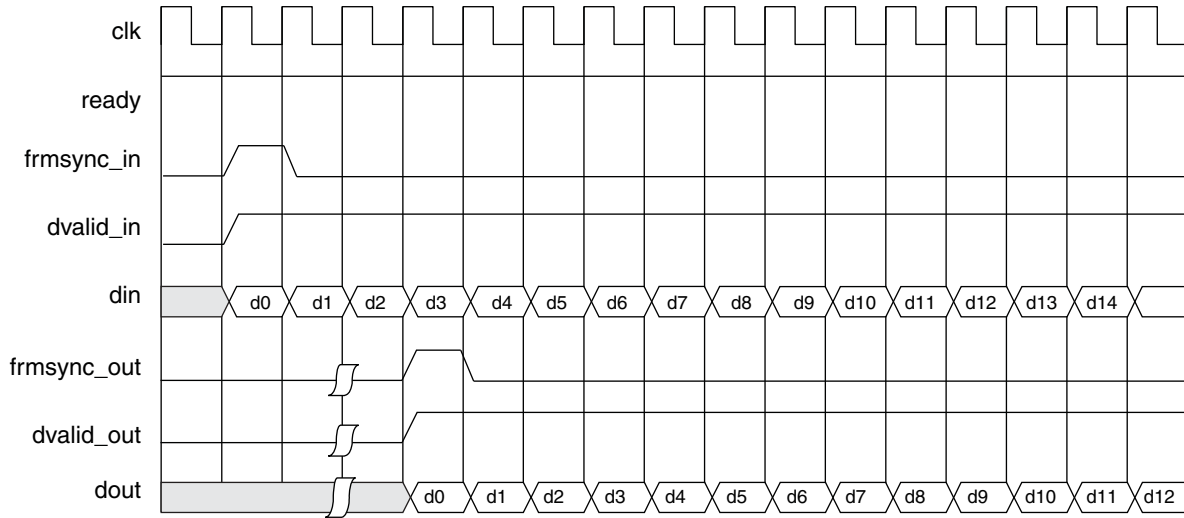 clk
ready
frmsync_in
dvalid_in
din d0 d1 d2 d3 d4 d5 d6 d7 d8 d9 d10 d11 d12 d13 d14
frmsync_out
dvalid_out
dout d0 d1 d2 d3 d4 d5 d6 d7 d8 d9 d10 d11 d12